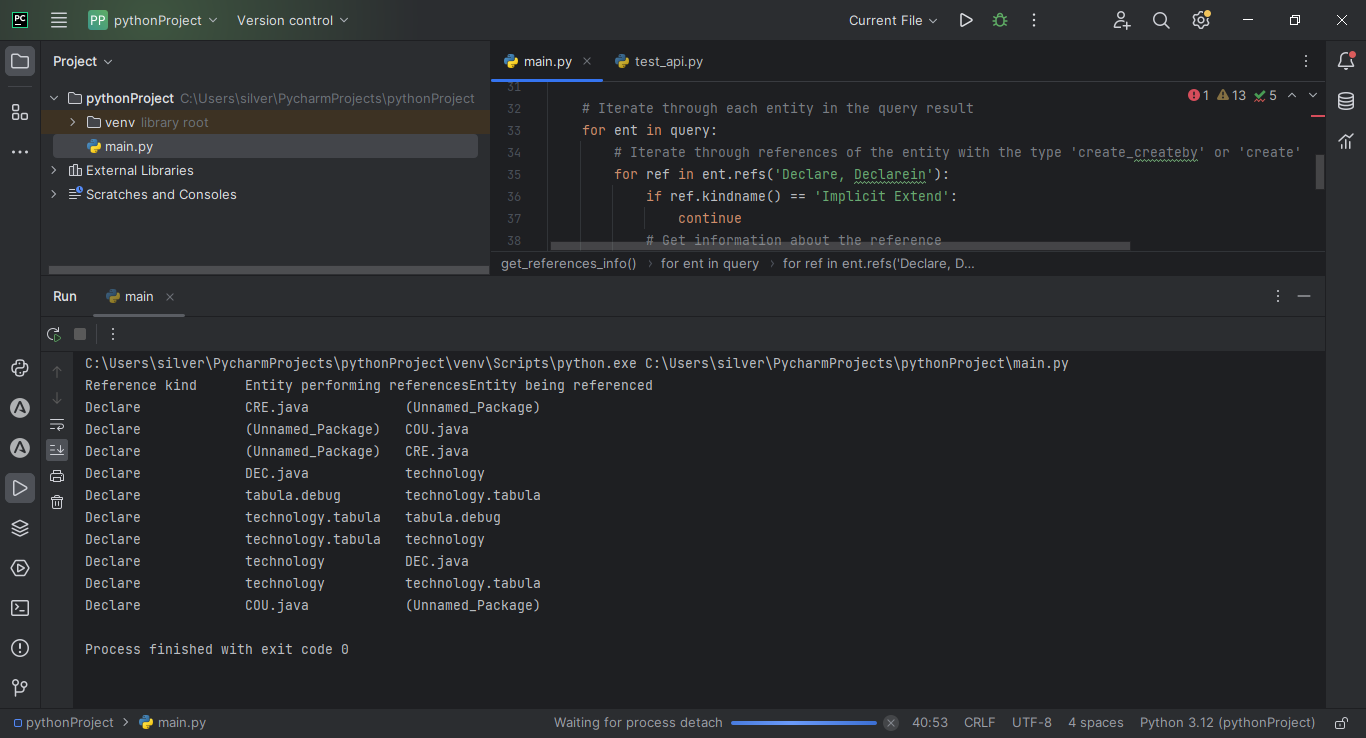 PC
PP pythonProject Version control Current File
Project
pythonProject C:\Users\silver\PycharmProjects\pythonProject
venv library root
main.py
External Libraries
Scratches and Consoles
main.py test_api.py
1 13 5
31
32 # Iterate through each entity in the query result
33 for ent in query:
34 # Iterate through references of the entity with the type 'create_createby' or 'create'
35 for ref in ent.refs('Declare, Declarein'):
36 if ref.kindname() == 'Implicit Extend':
37 continue
38 # Get information about the reference
get_references_info() › for ent in query › for ref in ent.refs('Declare, D...
Run main
C:\Users\silver\PycharmProjects\pythonProject\venv\Scripts\python.exe C:\Users\silver\PycharmProjects\pythonProject\main.py
Reference kind Entity performing referencesEntity being referenced
Declare CRE.java (Unnamed_Package)
Declare (Unnamed_Package) COU.java
Declare (Unnamed_Package) CRE.java
Declare DEC.java technology
Declare tabula.debug technology.tabula
Declare technology.tabula tabula.debug
Declare technology.tabula technology
Declare technology DEC.java
Declare technology technology.tabula
Declare COU.java (Unnamed_Package)
Process finished with exit code 0
pythonProject › main.py Waiting for process detach 40:53 CRLF UTF-8 4 spaces Python 3.12 (pythonProject)